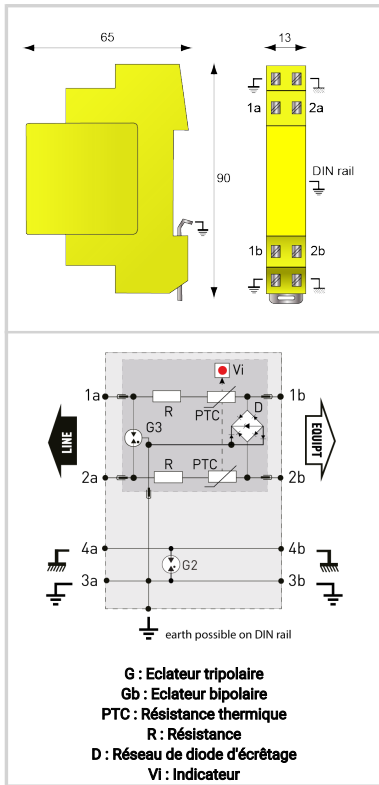 65
13
1a 2a
DIN rail
90
1b 2b
Vi
1a 1b
R PTC D
G3
LINE EQUIPT
R PTC
2a 2b
4a 4b
G2
3a 3b
earth possible on DIN rail
G : Eclateur tripolaire
Gb : Eclateur bipolaire
PTC : Résistance thermique
R : Résistance
D : Réseau de diode d'écrêtage
Vi : Indicateur